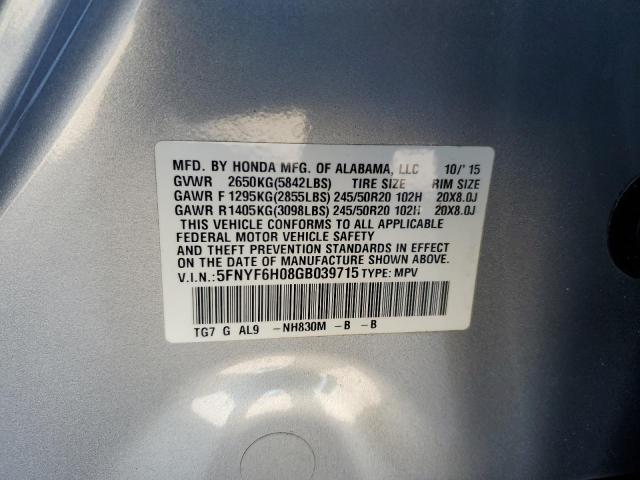 MFD. BY HONDA MFG. OF ALABAMA, LLC 10/'15
GVWR 2650KG(5842LBS) TIRE SIZE RIM SIZE
GAWR F1295KG(2855LBS) 245/50R20 102H 20X8.0J
GAWR R1405KG(3098LBS) 245/50R20 102H 20X8.0J
THIS VEHICLE CONFORMS TO ALL APPLICABLE
FEDERAL MOTOR VEHICLE SAFETY
AND THEFT PREVENTION STANDARDS IN EFFECT
ON THE DATE OF MANUFACTURE SHOWN ABOVE.
V.I.N.:5FNYF6H08GB039715 TYPE: MPV
TG7 G AL9 -NH830M -B -B